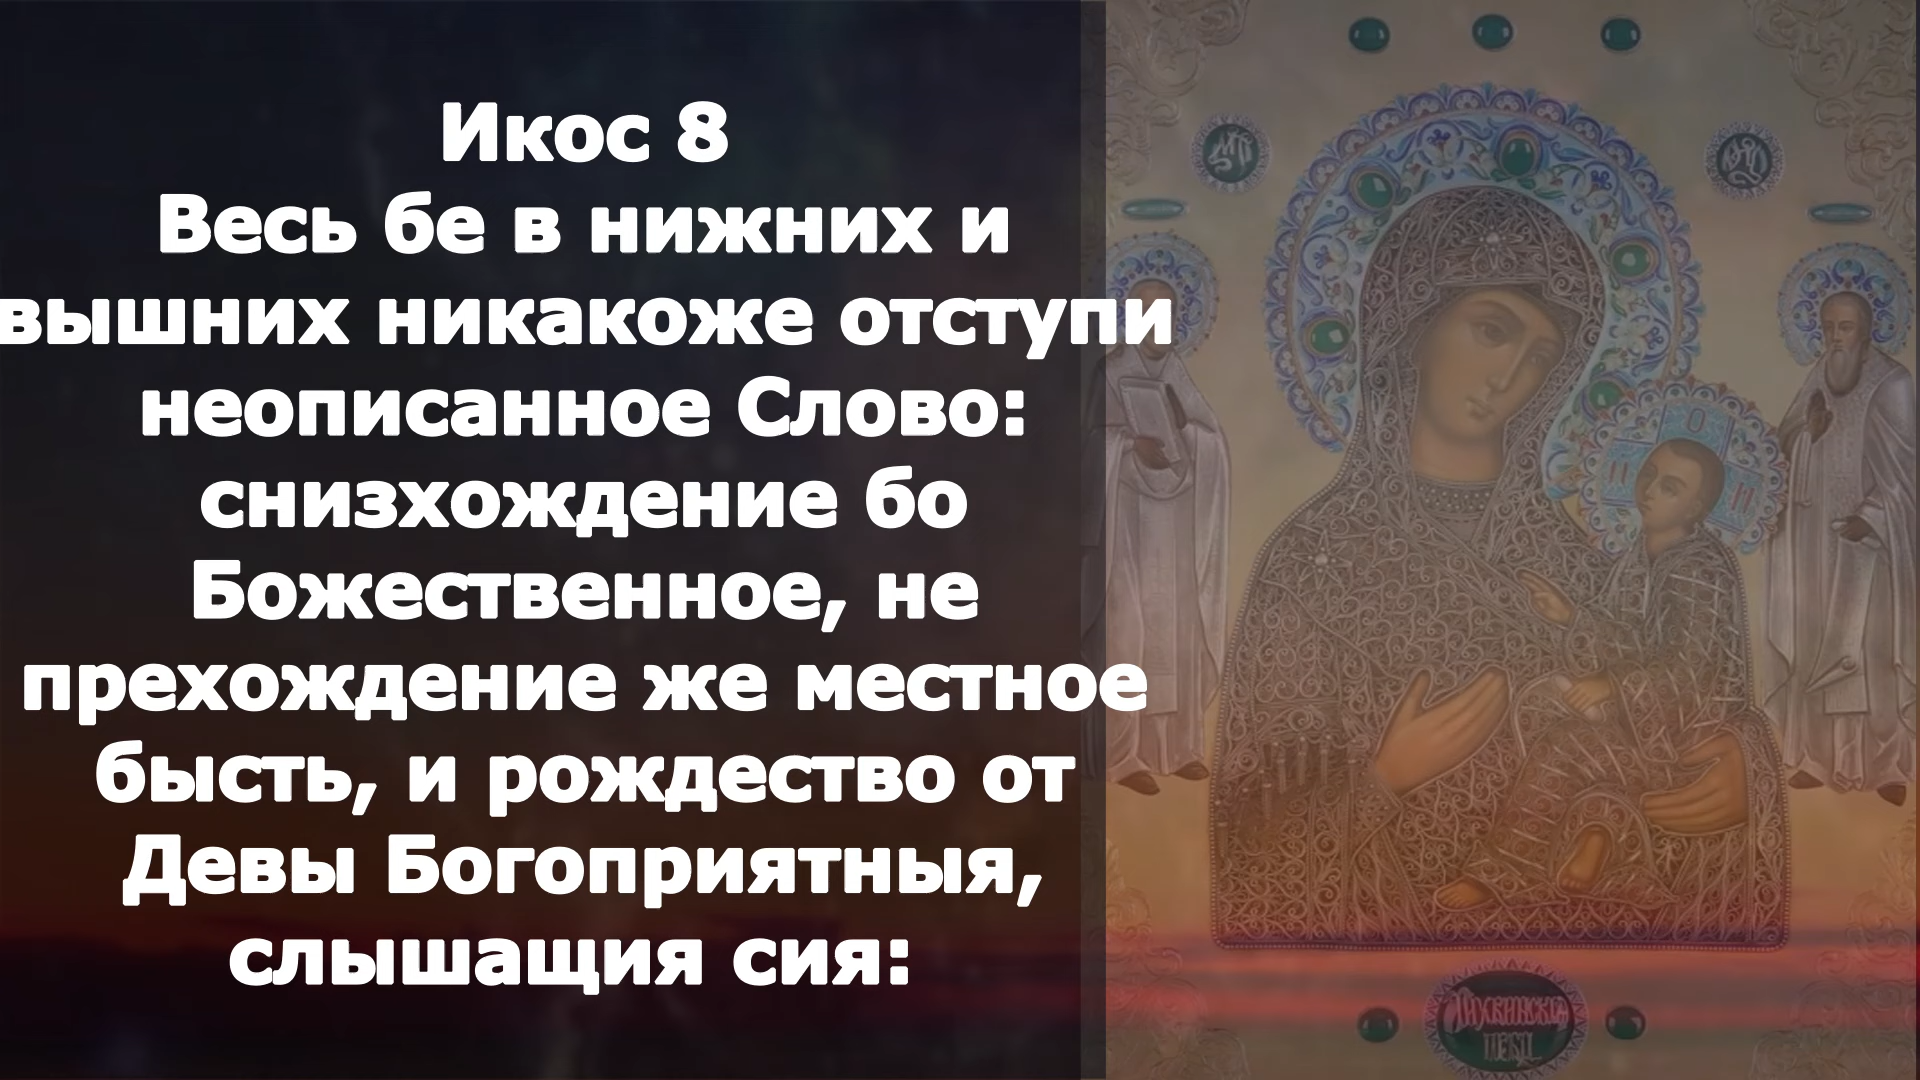 Икос 8
Весь бе в нижних и
вышних никакоже отступи
неописанное Слово:
снизхождение бо
Божественное, не
прехождение же местное
бысть, и рождество от
Девы Богоприятныя,
слышащия сия: